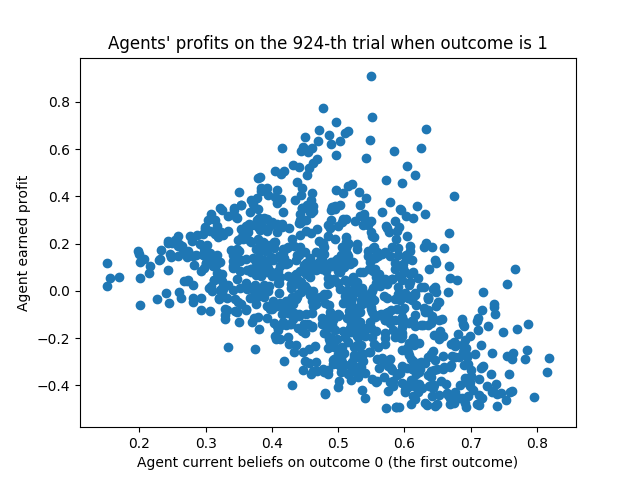 Agents' profits on the 924-th trial when outcome is 1
Agent earned profit
0.8
0.6
0.4
0.2
0.0
−0.2
−0.4
0.2 0.3 0.4 0.5 0.6 0.7 0.8
Agent current beliefs on outcome 0 (the first outcome)